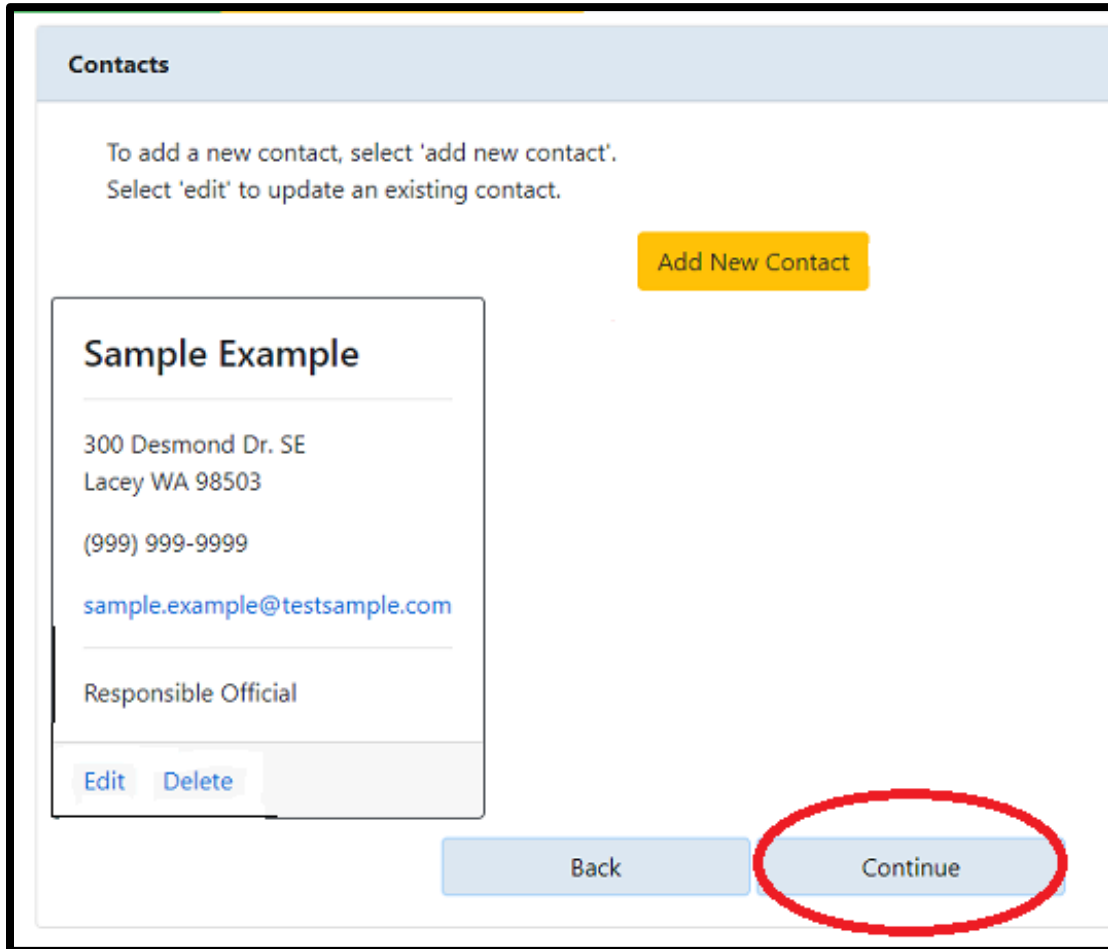 Contacts
To add a new contact, select 'add new contact'.
Select 'edit' to update an existing contact.
Add New Contact
Sample Example
300 Desmond Dr. SE
Lacey WA 98503
(999) 999-9999
sample.example@testsample.com
Responsible Official
Edit Delete
Back Continue